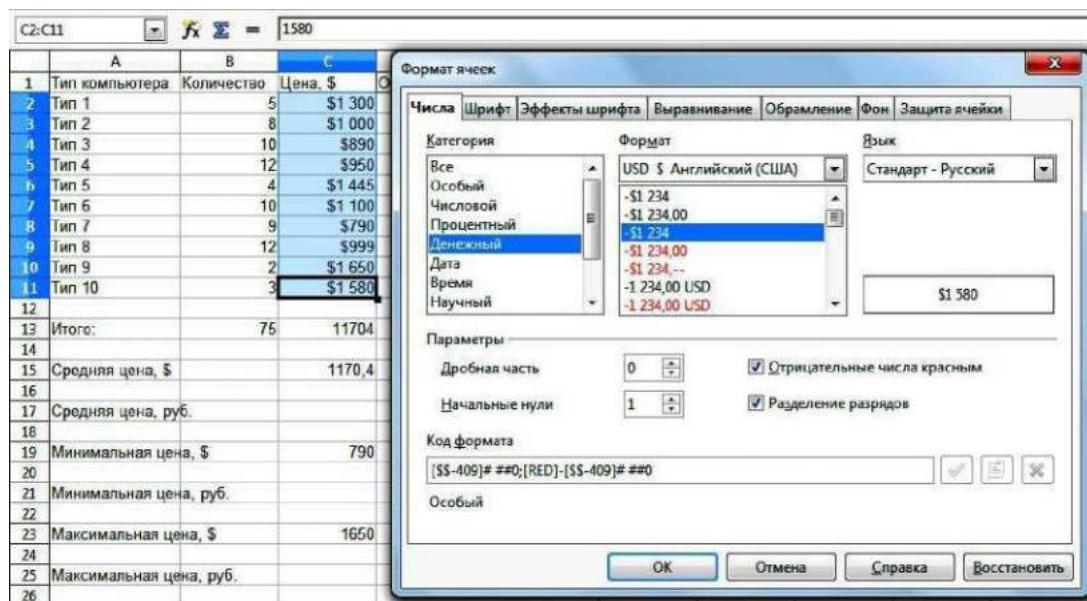 C2:C11 fx Σ = 1580
A B C
1 Тип компьютера Количество Цена, $
2 Тип 1 5 $1 300
3 Тип 2 8 $1 000
4 Тип 3 10 $890
5 Тип 4 12 $950
6 Тип 5 4 $1 445
7 Тип 6 10 $1 100
8 Тип 7 9 $790
9 Тип 8 12 $999
10 Тип 9 2 $1 650
11 Тип 10 3 $1 580
12
13 Итого: 75 11704
14
15 Средняя цена, $ 1170,4
16
17 Средняя цена, руб.
18
19 Минимальная цена, $ 790
20
21 Минимальная цена, руб.
22
23 Максимальная цена, $ 1650
24
25 Максимальная цена, руб.
26
Формат ячеек
Числа Шрифт Эффекты шрифта Выравнивание Обрамление Фон Защита ячейки
Категория
Все
Особый
Числовой
Процентный
Денежный
Дата
Время
Научный
Формат
USD $ Английский (США)
-$1 234
-$1 234,00
-$1 234
-$1 234,00
-$1 234,--
-1 234,00 USD
-1 234,00 USD
Язык
Стандарт - Русский
$1 580
Параметры
Дробная часть 0
Отрицательные числа красным
Начальные нули 1
Разделение разрядов
Код формата
[$$-409]# ##0;[RED]-[$$-409]# ##0
Особый
OK Отмена Справка Восстановить